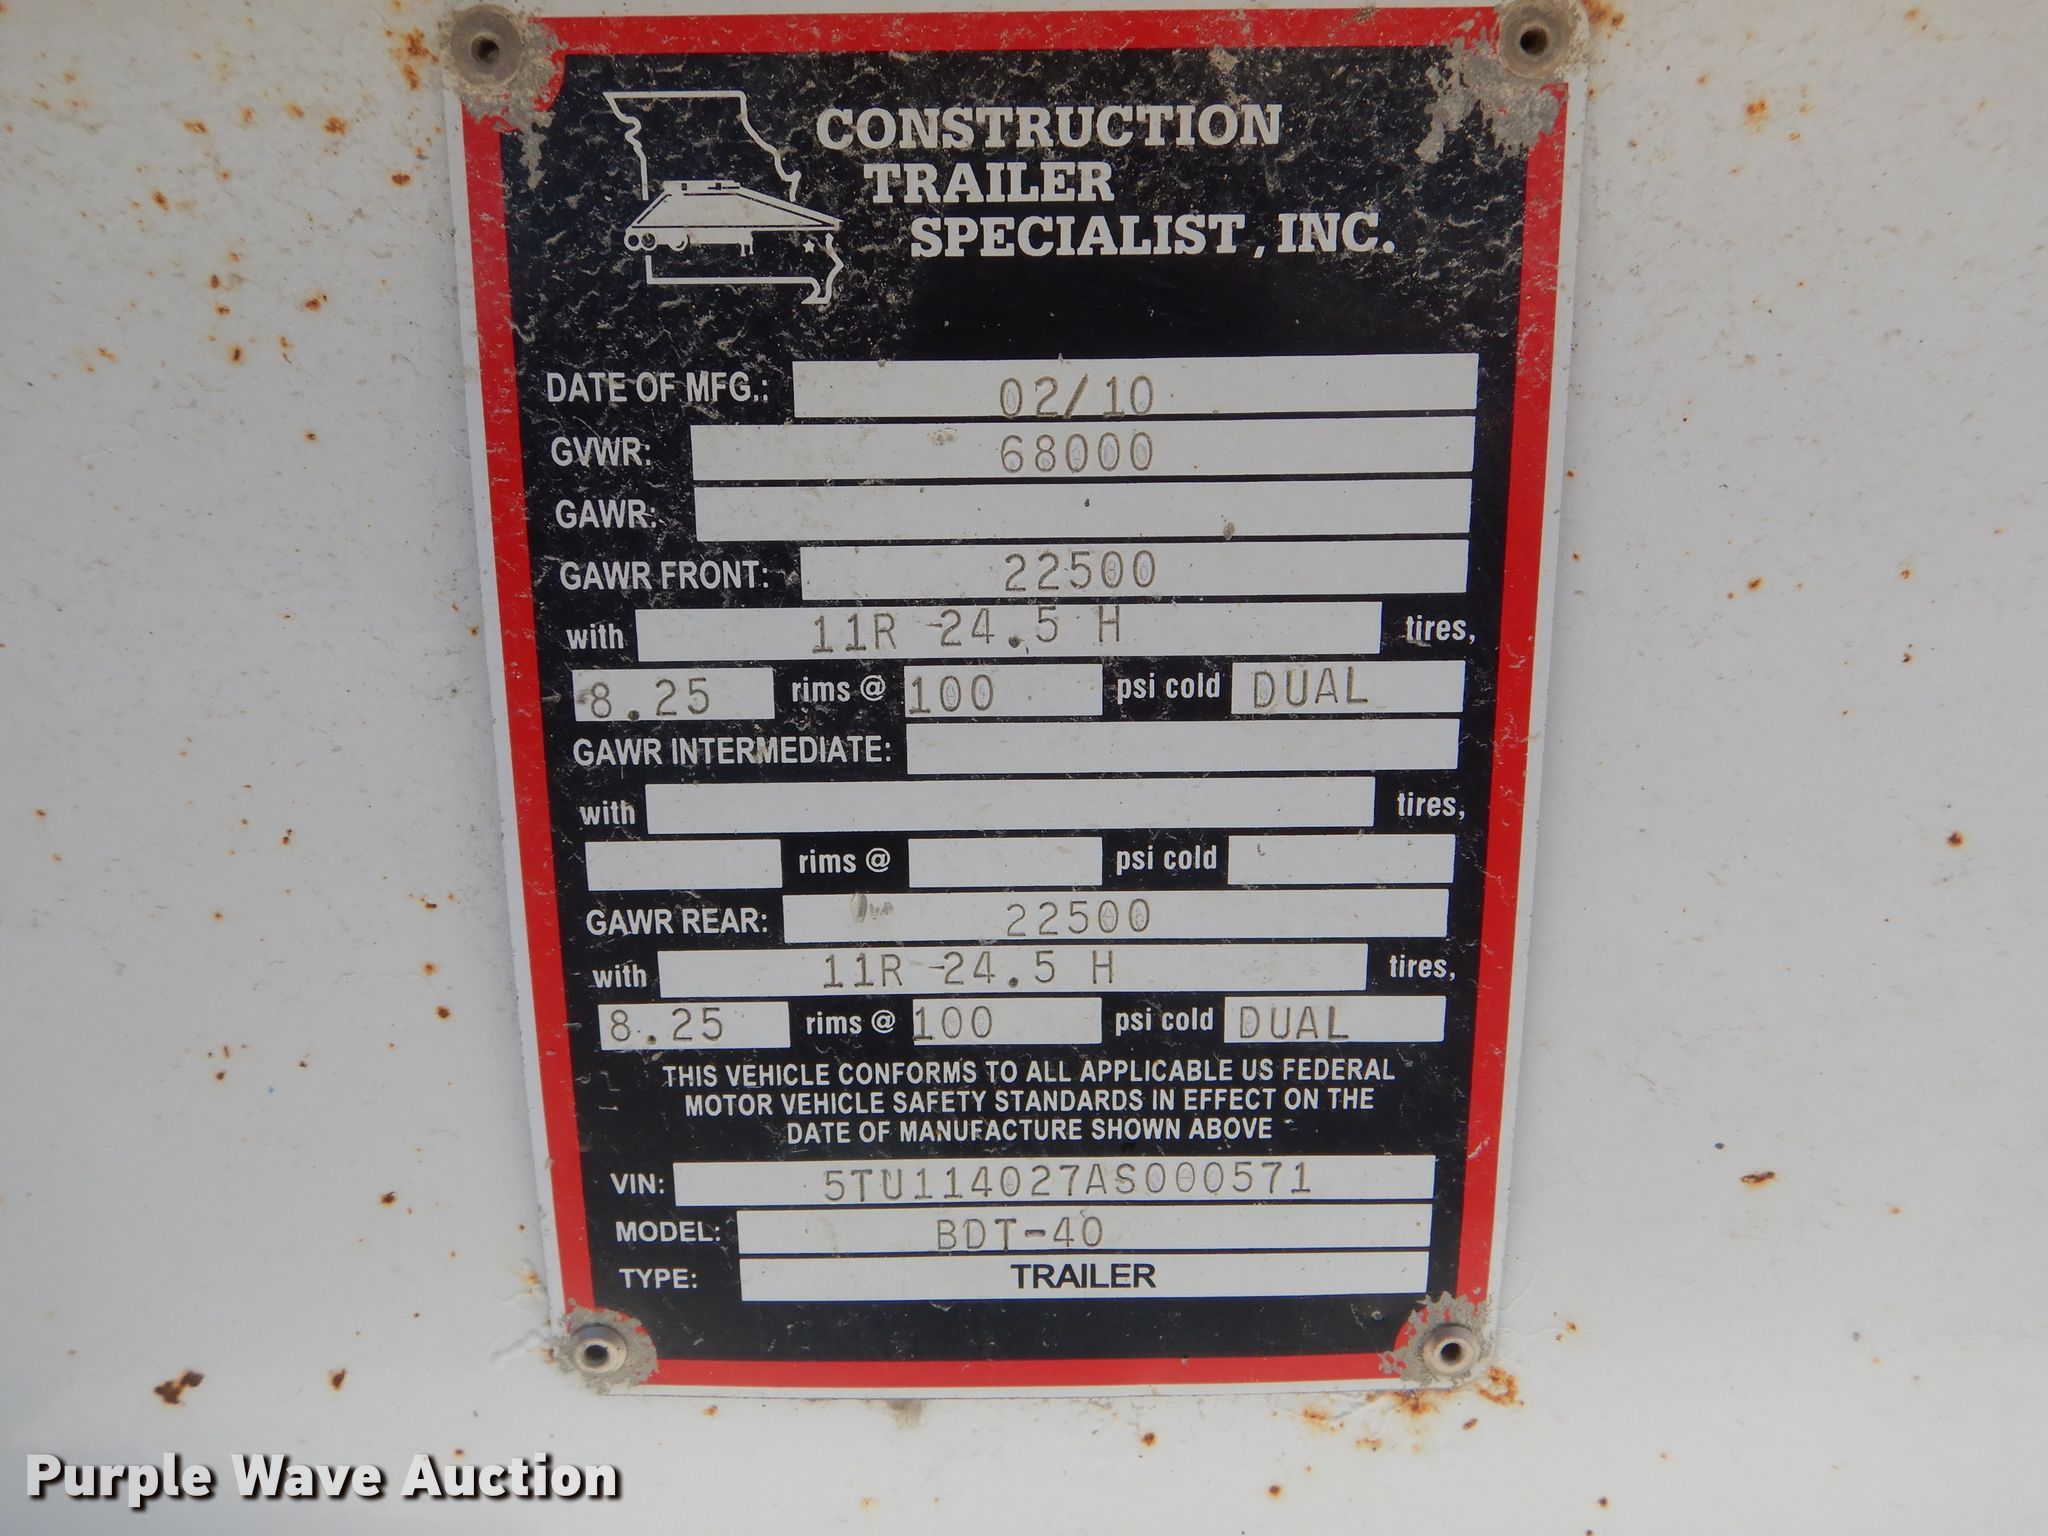 CONSTRUCTION
TRAILER
SPECIALIST, INC.
DATE OF MFG.: 02/10
GVWR: 68000
GAWR:
GAWR FRONT: 22500
with 11R -24.5 H tires,
8.25 rims @ 100 psi cold DUAL
GAWR INTERMEDIATE:
with tires,
rims @ psi cold
GAWR REAR: 22500
with 11R -24.5 H tires,
8.25 rims @ 100 psi cold DUAL
THIS VEHICLE CONFORMS TO ALL APPLICABLE US FEDERAL
MOTOR VEHICLE SAFETY STANDARDS IN EFFECT ON THE
DATE OF MANUFACTURE SHOWN ABOVE
VIN: 5TU114027AS000571
MODEL: BDT-40
TYPE: TRAILER
Purple Wave Auction